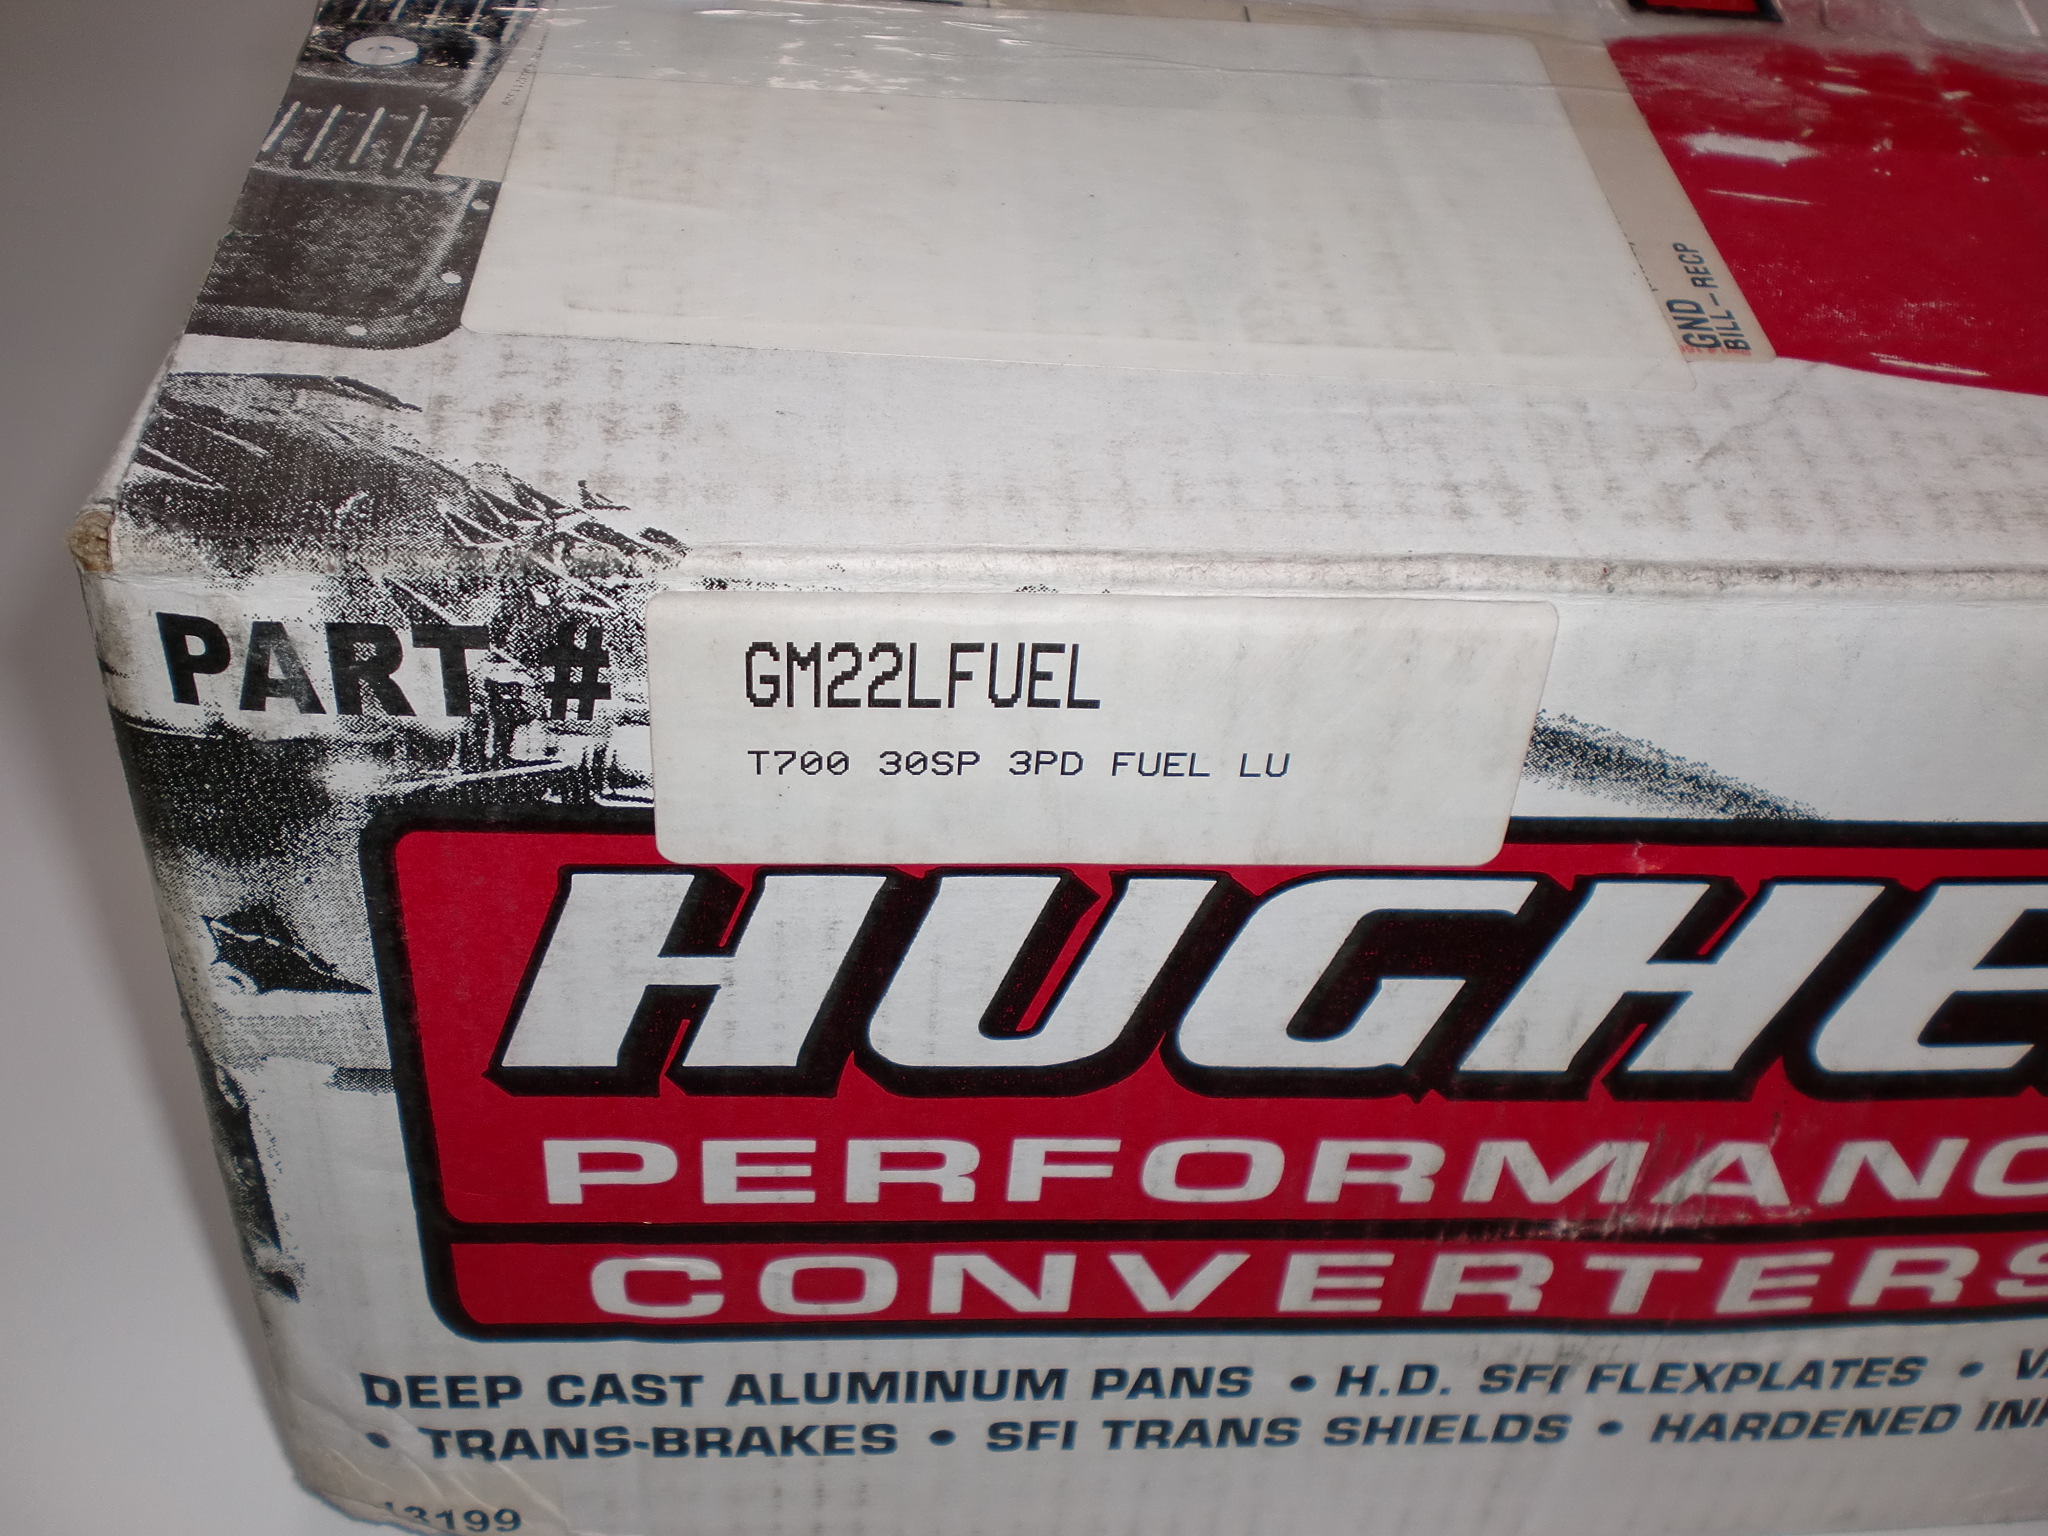 GND
BILL-RECP
PART #
GM22LFUEL
T700 30SP 3PD FUEL LU
HUGHE
PERFORMANC
CONVERTERS
DEEP CAST ALUMINUM PANS • H.D. SFI FLEXPLATES •
• TRANS-BRAKES • SFI TRANS SHIELDS • HARDENED